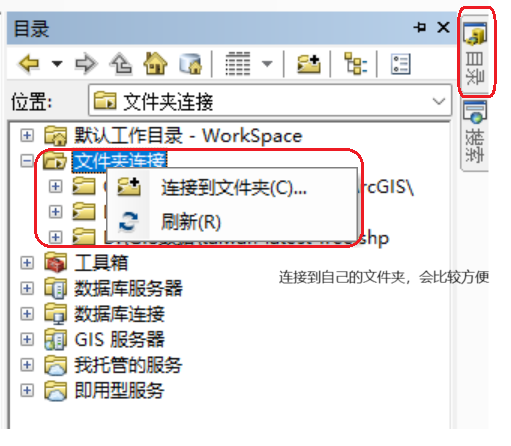 目录
位置:
文件夹连接
默认工作目录 - WorkSpace
文件夹连接
连接到文件夹(C)...
rcGIS\
刷新(R)
shp
工具箱
数据库服务器
数据库连接
GIS 服务器
我托管的服务
即用型服务
目录
搜索
连接到自己的文件夹，会比较方便